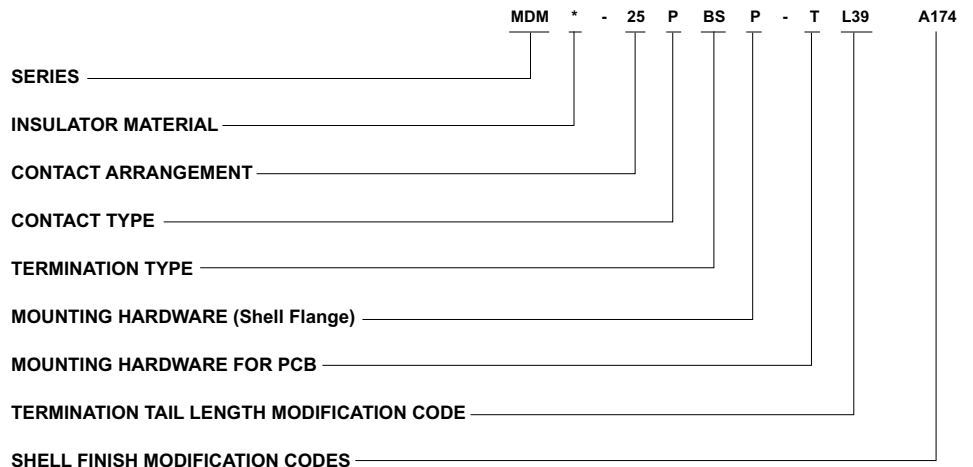 MDM * - 25 P BS P - T L39 A174
SERIES
INSULATOR MATERIAL
CONTACT ARRANGEMENT
CONTACT TYPE
TERMINATION TYPE
MOUNTING HARDWARE (Shell Flange)
MOUNTING HARDWARE FOR PCB
TERMINATION TAIL LENGTH MODIFICATION CODE
SHELL FINISH MODIFICATION CODES